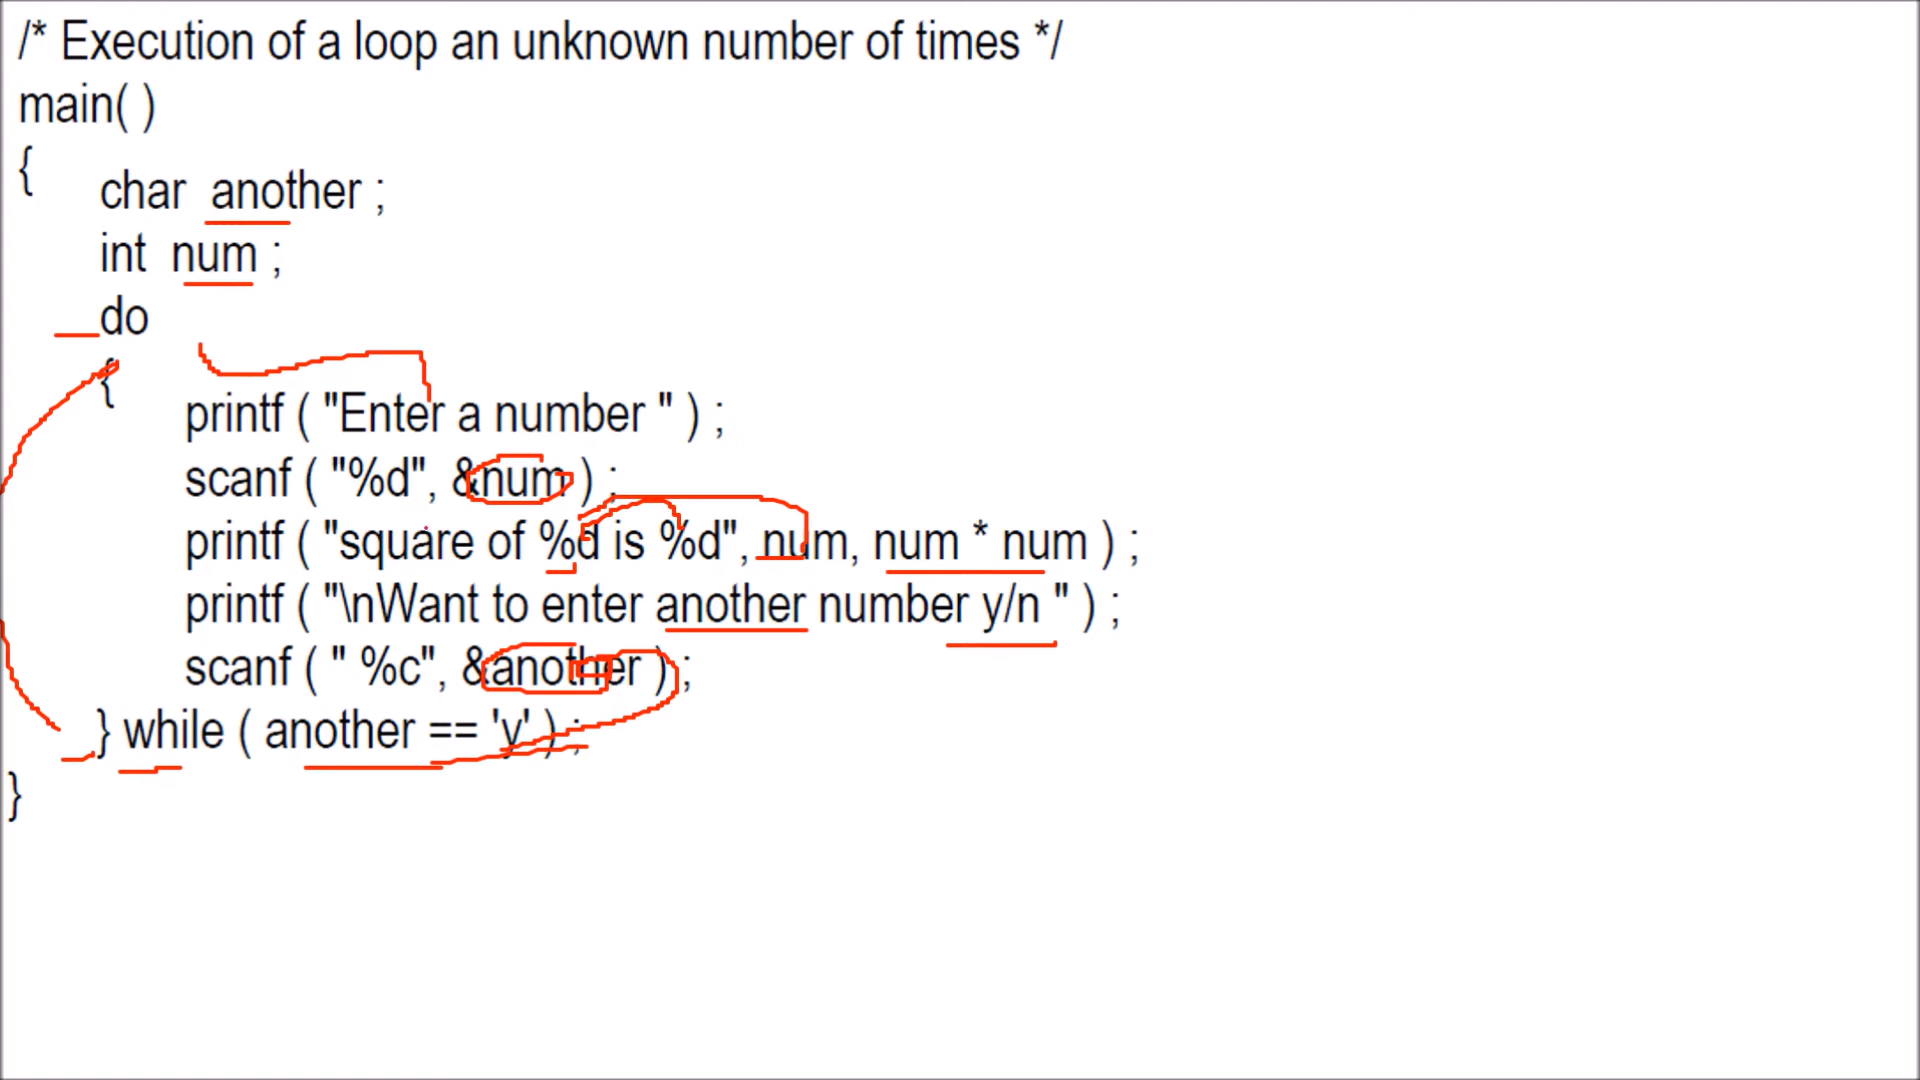 /* Execution of a loop an unknown number of times */
main( )
{
char another ;
int num ;
do
{
printf ( "Enter a number " ) ;
scanf ( "%d", &num ) ;
printf ( "square of %d is %d", num, num * num ) ;
printf ( "\nWant to enter another number y/n " ) ;
scanf ( " %c", &another ) ;
} while ( another == 'y' ) ;
}